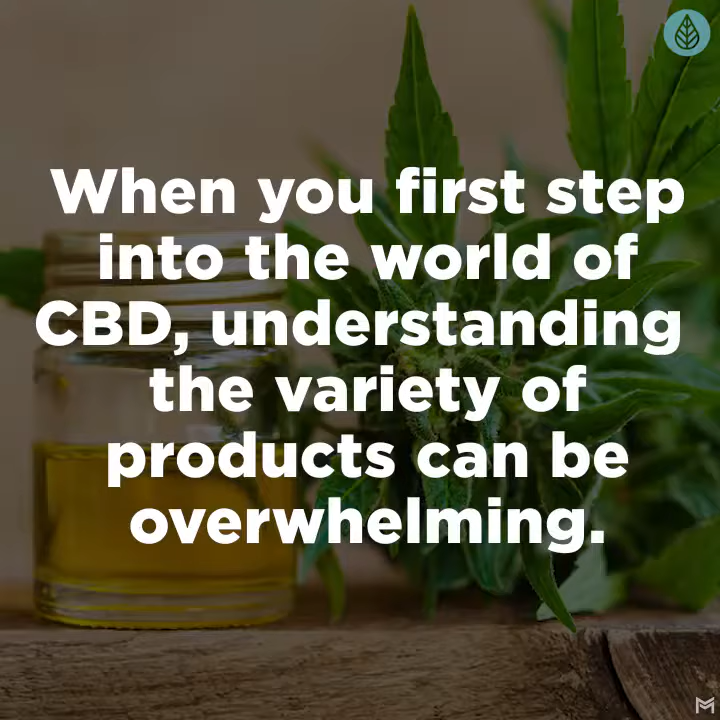 When you first step
into the world of
CBD, understanding
the variety of
products can be
overwhelming.